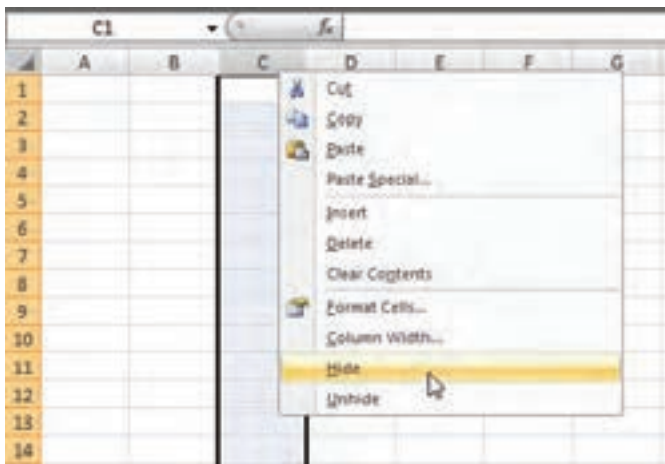 C1 fx
A B C D E F G
1 Cut
2 Copy
3 Paste
4 Paste Special...
5
6 Insert
7 Delete
8 Clear Contents
9 Format Cells...
10 Column Width...
11 Hide
12 Unhide
13
14